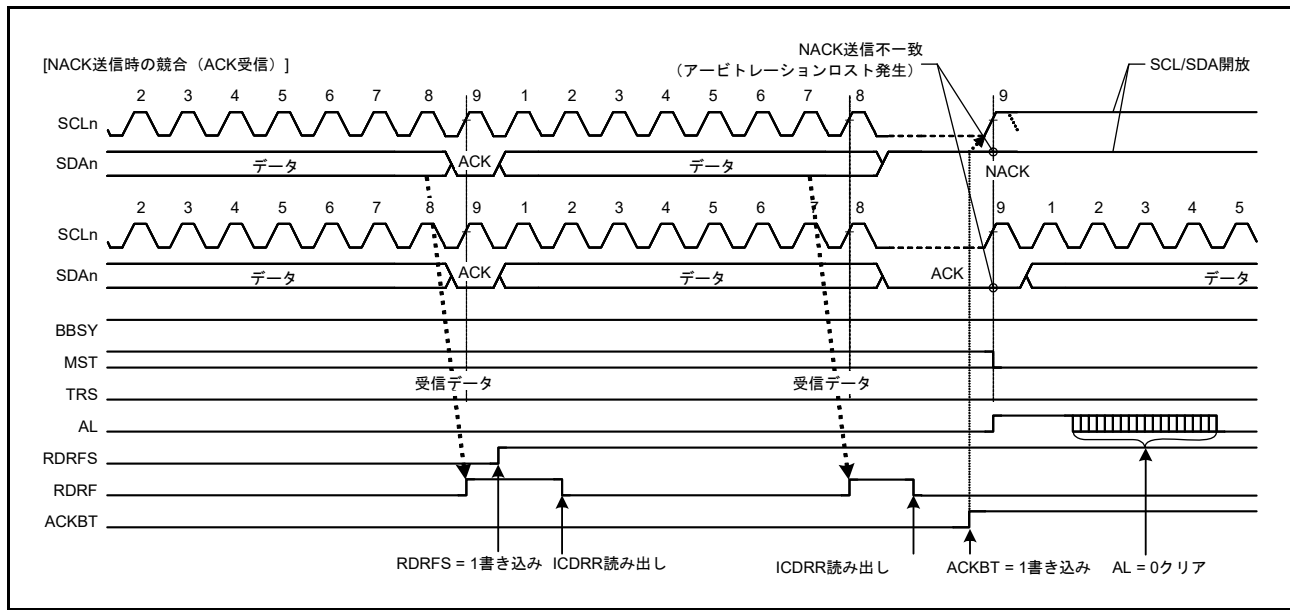 [NACK送信時の競合（ACK受信）]
NACK送信不一致
（アービトレーションロスト発生）
SCL/SDA開放
2 3 4 5 6 7 8 9 1 2 3 4 5 6 7 8 9
SCLn
SDAn データ ACK データ NACK
2 3 4 5 6 7 8 9 1 2 3 4 5 6 7 8 9 1 2 3 4 5
SCLn
SDAn データ ACK データ ACK データ
BBSY
MST
受信データ 受信データ
TRS
AL
RDRFS
RDRF
ACKBT
RDRFS = 1書き込み ICDRR読み出し ICDRR読み出し ACKBT = 1書き込み AL = 0クリア